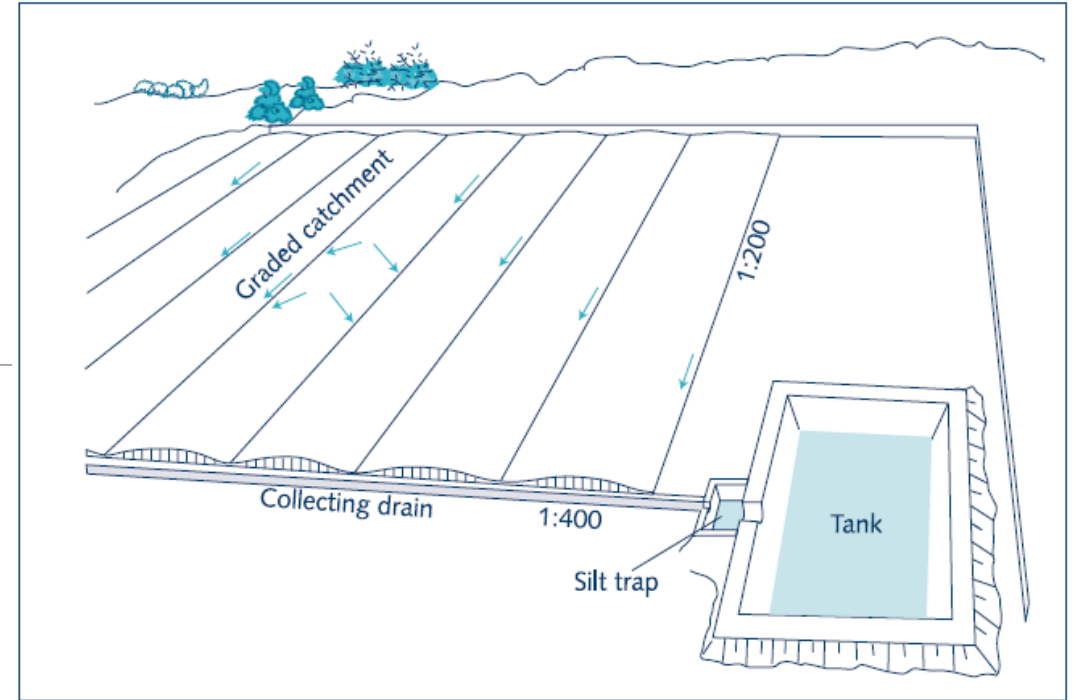 Graded catchment
1:200
Collecting drain
1:400
Silt trap
Tank